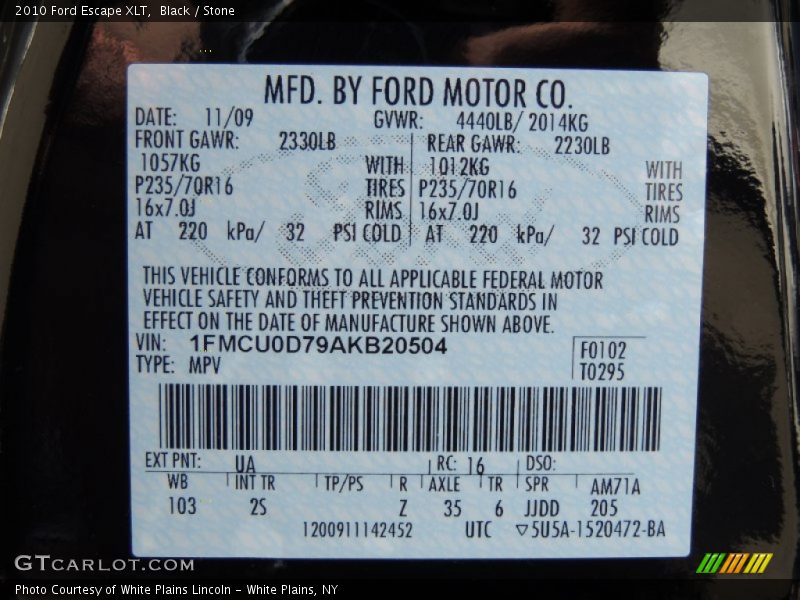 2010 Ford Escape XLT, Black / Stone
MFD. BY FORD MOTOR CO.
DATE: 11/09 GVWR: 4440LB/ 2014KG
FRONT GAWR: 2330LB REAR GAWR: 2230LB
1057KG WITH 1012KG WITH
P235/70R16 TIRES P235/70R16 TIRES
16x7.0J RIMS 16x7.0J RIMS
AT 220 kPa/ 32 PSI COLD AT 220 kPa/ 32 PSI COLD
THIS VEHICLE CONFORMS TO ALL APPLICABLE FEDERAL MOTOR
VEHICLE SAFETY AND THEFT PREVENTION STANDARDS IN
EFFECT ON THE DATE OF MANUFACTURE SHOWN ABOVE.
VIN: 1FMCU0D79AKB20504 F0102
TYPE: MPV T0295
EXT PNT: UA RC: 16 DSO:
WB INT TR TP/PS R AXLE TR SPR AM71A
103 2S Z 35 6 JJDD 205
1200911142452 UTC ▽5U5A-1520472-BA
GTCARLOT.COM
Photo Courtesy of White Plains Lincoln - White Plains, NY